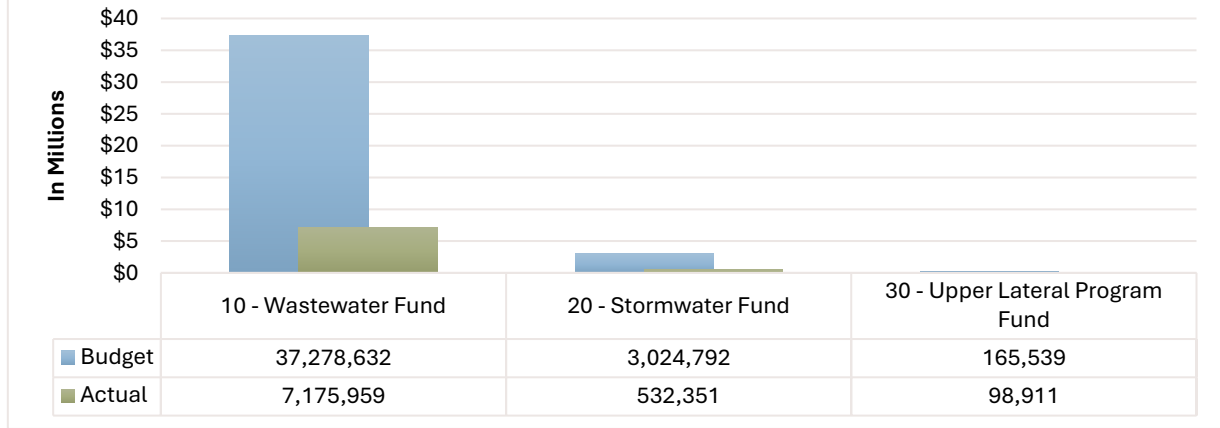 $40
$35
$30
$25
$20
$15
$10
$5
$0
In Millions
10 - Wastewater Fund
20 - Stormwater Fund
30 - Upper Lateral Program
Fund
Budget 37,278,632 3,024,792 165,539
Actual 7,175,959 532,351 98,911